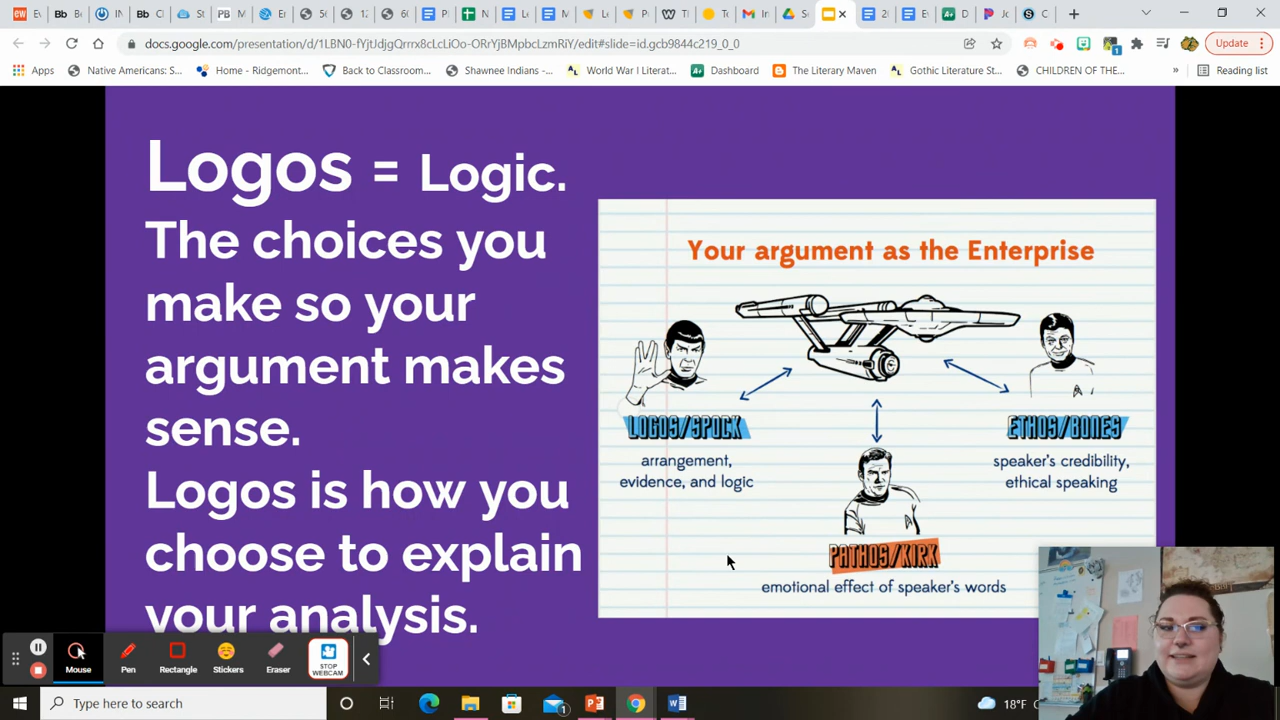 docs.google.com/presentation/d/1LBN0-fYjtJggQrrnx8cLcLiOo-ORrYjBMpbcLzmRiY/edit#slide=id.gcb9844c219_0_0
Update
Apps
Native Americans: S...
Home - Ridgemont...
Back to Classroom...
Shawnee Indians -...
World War I Literat...
Dashboard
The Literary Maven
Gothic Literature St...
CHILDREN OF THE...
»
Reading list
Logos = Logic.
The choices you
make so your
argument makes
sense.
Logos is how you
choose to explain
your analysis.
Your argument as the Enterprise
LOGOS/SPOCK
arrangement,
evidence, and logic
ETHOS/BONES
speaker's credibility,
ethical speaking
PATHOS/KIRK
emotional effect of speaker's words
Mouse
Pen
Rectangle
Stickers
Eraser
STOP
WEBCAM
Type here to search
18°F